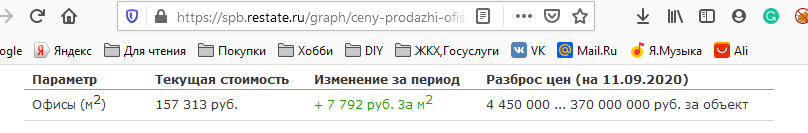 https://spb.restate.ru/graph/ceny-prodazhi-ofis
ogle Яндекс Для чтения Покупки Хобби DIY ЖКХ,Госуслуги VK Mail.Ru Я.Музыка Ali
Параметр Текущая стоимость Изменение за период Разброс цен (на 11.09.2020)
Офисы (м2) 157 313 руб. + 7 792 руб. За м2 4 450 000 ... 370 000 000 руб. за объект